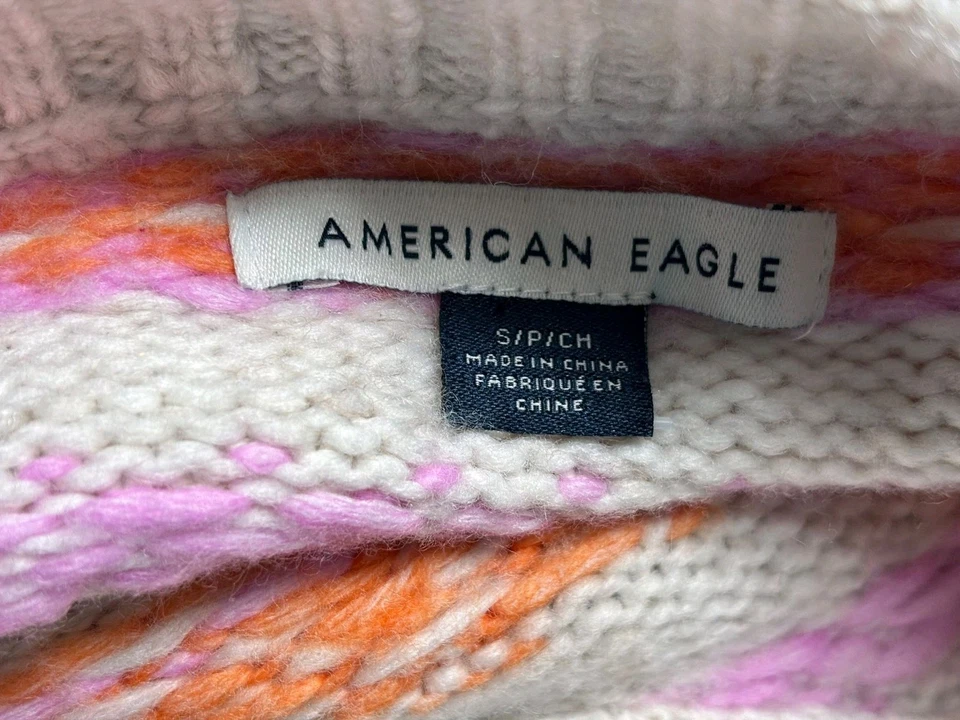 AMERICAN EAGLE
S/P/CH
MADE IN CHINA
FABRIQUÉ EN
CHINE